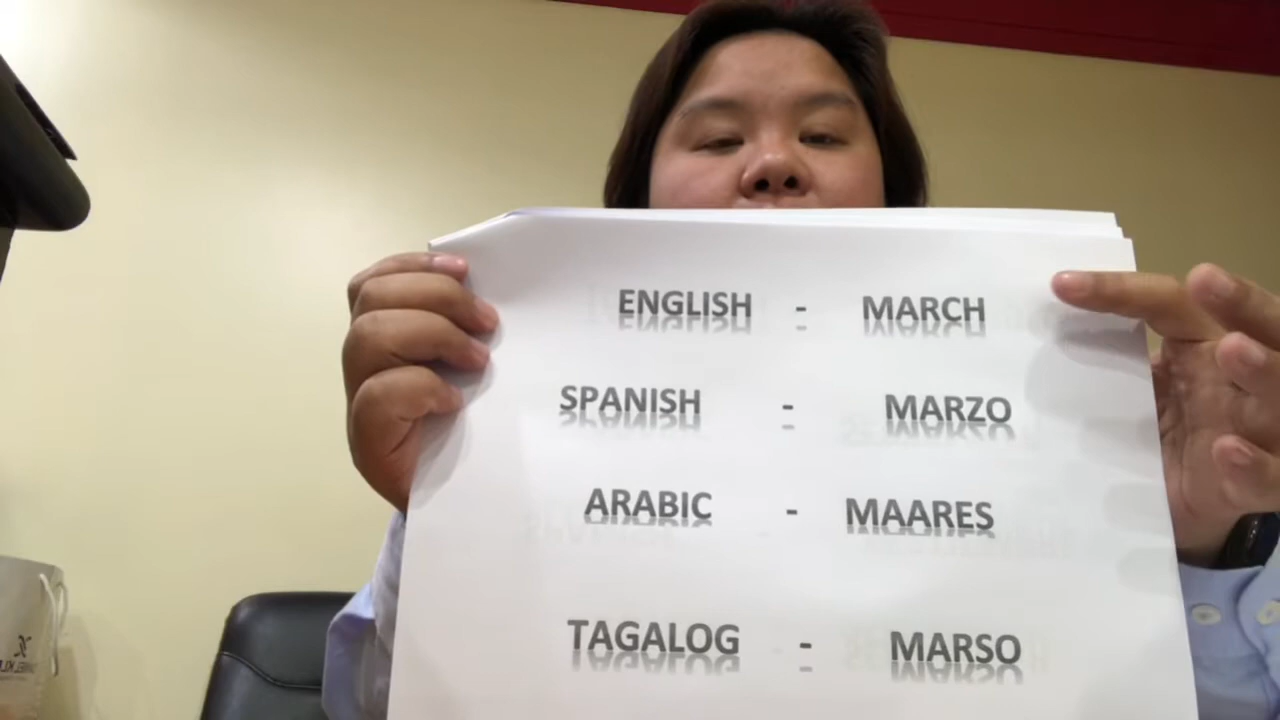 ENGLISH - MARCH
SPANISH - MARZO
ARABIC - MAARES
TAGALOG - MARSO